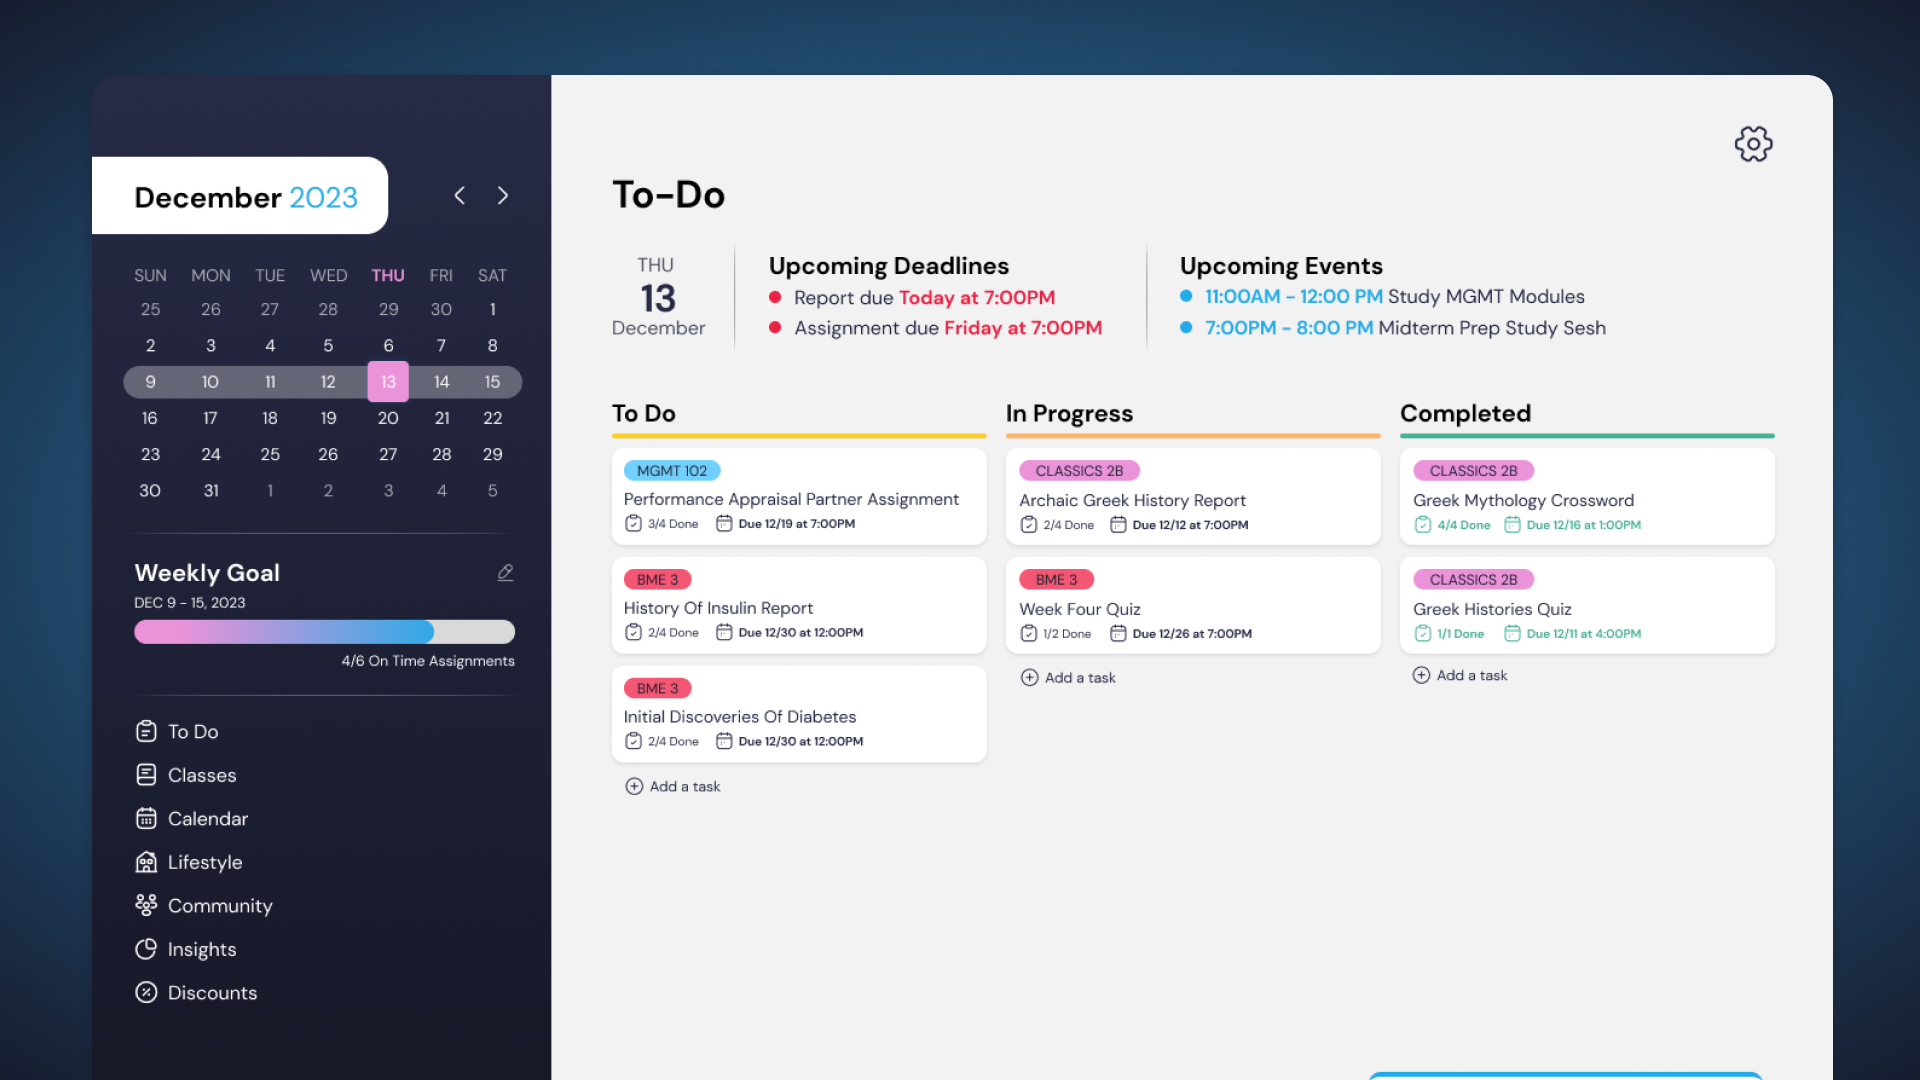 December 2023
SUN MON TUE WED THU FRI SAT
25 26 27 28 29 30 1
2 3 4 5 6 7 8
9 10 11 12 13 14 15
16 17 18 19 20 21 22
23 24 25 26 27 28 29
30 31 1 2 3 4 5
Weekly Goal
DEC 9 - 15, 2023
4/6 On Time Assignments
To Do
Classes
Calendar
Lifestyle
Community
Insights
Discounts
To-Do
THU
13
December
Upcoming Deadlines
Report due Today at 7:00PM
Assignment due Friday at 7:00PM
Upcoming Events
11:00AM - 12:00 PM Study MGMT Modules
7:00PM - 8:00 PM Midterm Prep Study Sesh
To Do
MGMT 102
Performance Appraisal Partner Assignment
3/4 Done Due 12/19 at 7:00PM
BME 3
History Of Insulin Report
2/4 Done Due 12/30 at 12:00PM
BME 3
Initial Discoveries Of Diabetes
2/4 Done Due 12/30 at 12:00PM
Add a task
In Progress
CLASSICS 2B
Archaic Greek History Report
2/4 Done Due 12/12 at 7:00PM
BME 3
Week Four Quiz
1/2 Done Due 12/26 at 7:00PM
Add a task
Completed
CLASSICS 2B
Greek Mythology Crossword
4/4 Done Due 12/16 at 1:00PM
CLASSICS 2B
Greek Histories Quiz
1/1 Done Due 12/11 at 4:00PM
Add a task